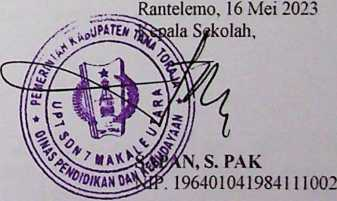 Rantelemo, 16 Mei 2023
Kepala Sekolah,
PEMERINTAH KABUPATEN TANA TORAJA
UPT SDN 7 MAKALE UTARA
DINAS PENDIDIKAN DAN KEBUDAYAAN
SAPAN, S. PAK
NIP. 196401041984111002